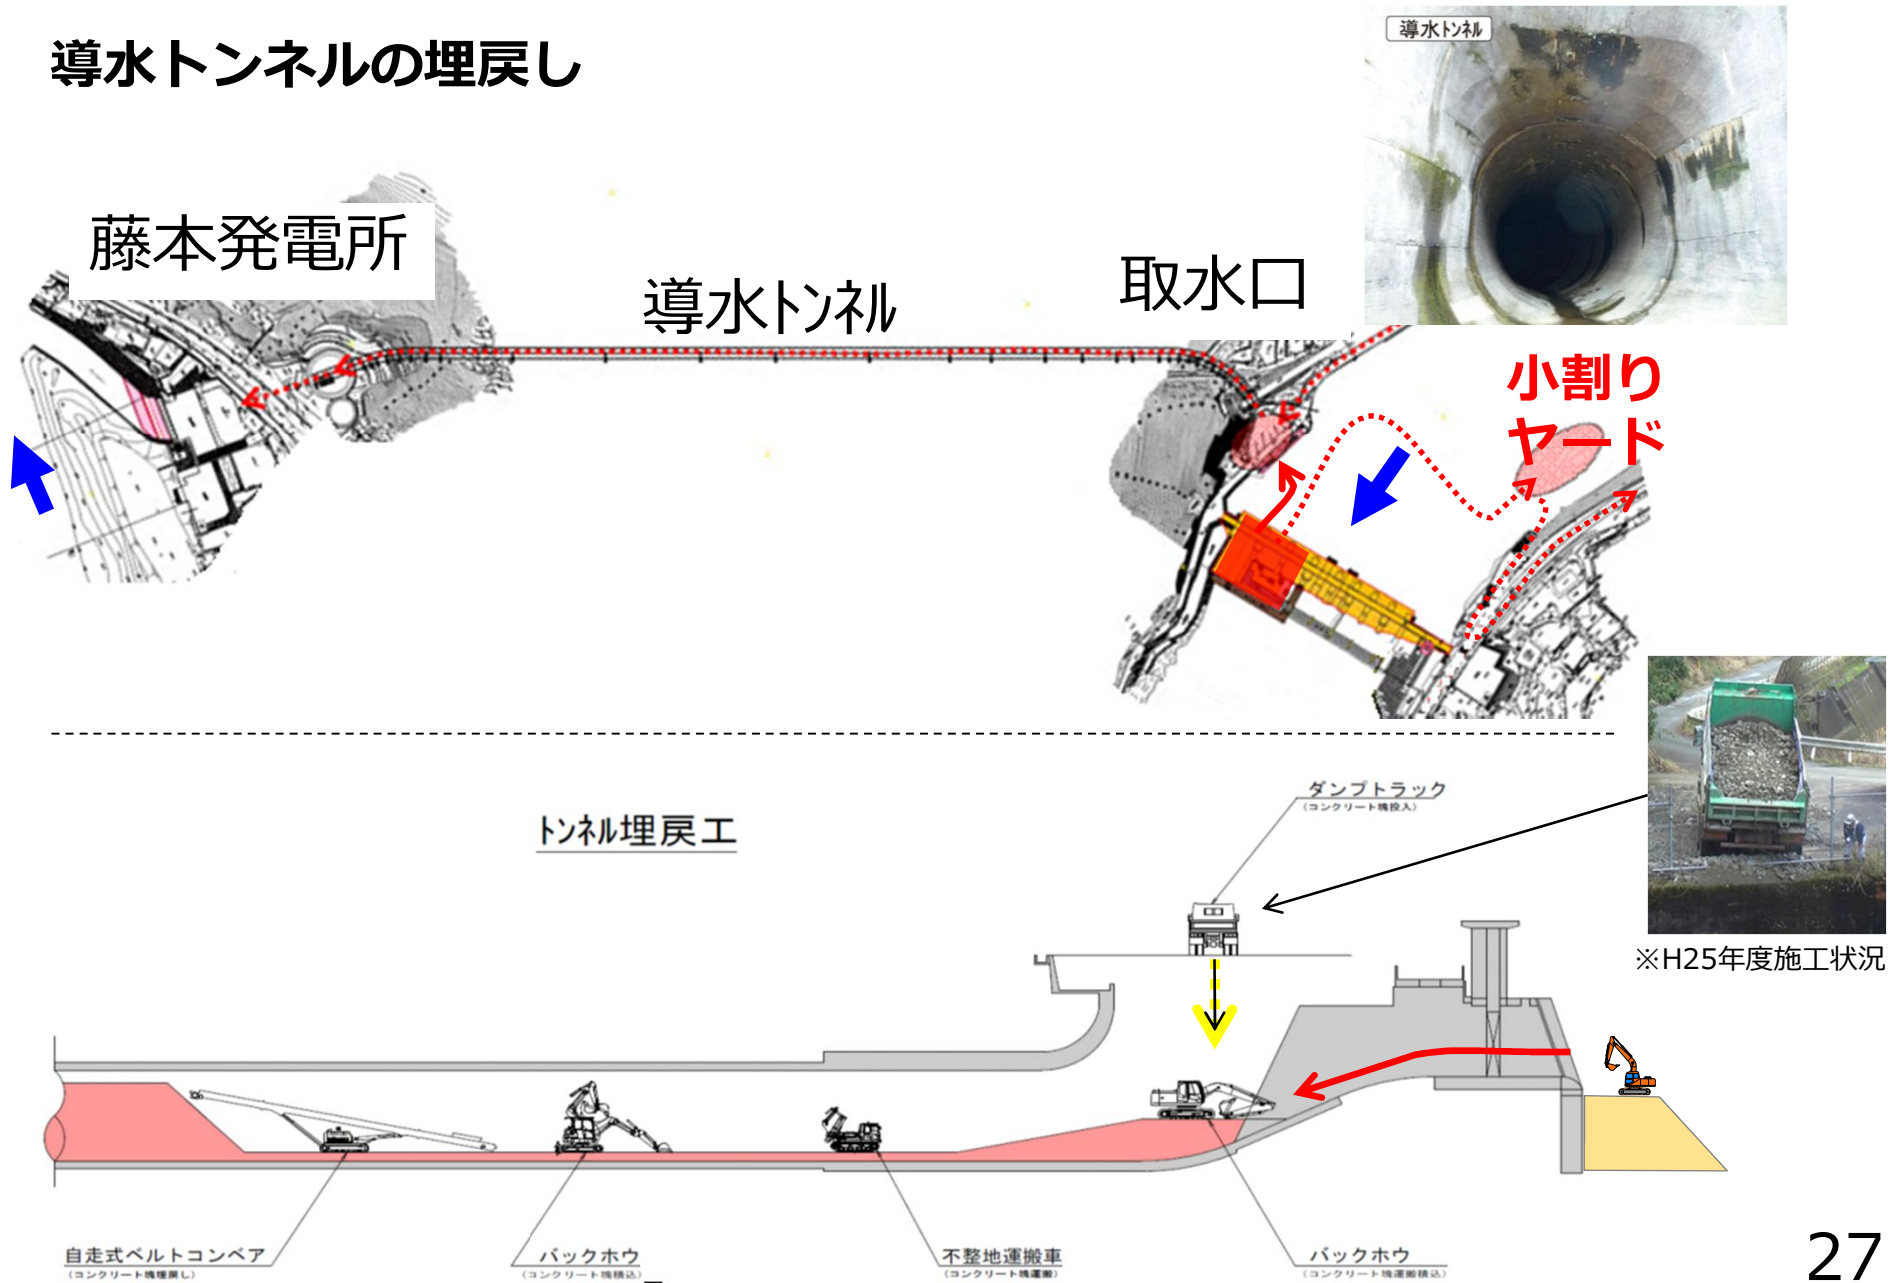 導水トンネルの埋戻し
導水トンネル
藤本発電所
導水トンネル
取水口
小割り
ヤード
トンネル埋戻工
ダンプトラック
(コンクリート塊投入)
※H25年度施工状況
自走式ベルトコンベア
(コンクリート塊埋戻し)
バックホウ
(コンクリート塊積込)
不整地運搬車
(コンクリート塊運搬)
バックホウ
(コンクリート塊運搬積込)
27